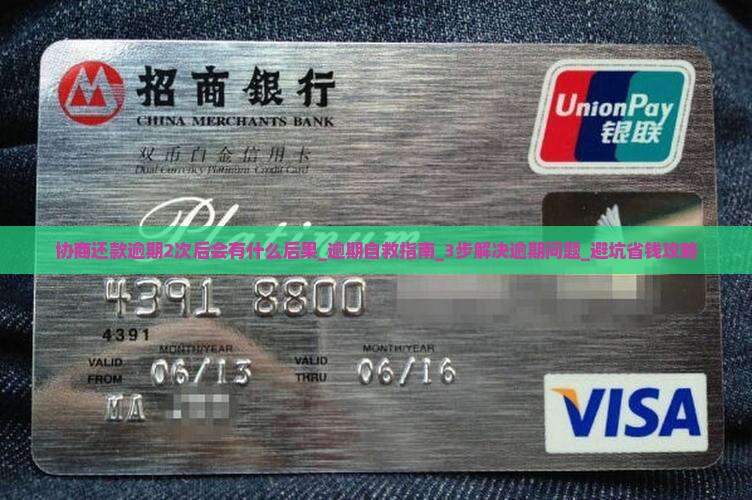 招商银行
CHINA MERCHANTS BANK
双币白金信用卡
Dual Currency Platinum Credit Card
UnionPay
银联
Platinum
协商还款逾期2次后会有什么后果_逾期自救指南_3步解决逾期问题_避坑省钱攻略
4391 8800
4391
MONTH/YEAR MONTH/YEAR
VALID FROM 06/13 VALID THRU 06/16
MA
VISA